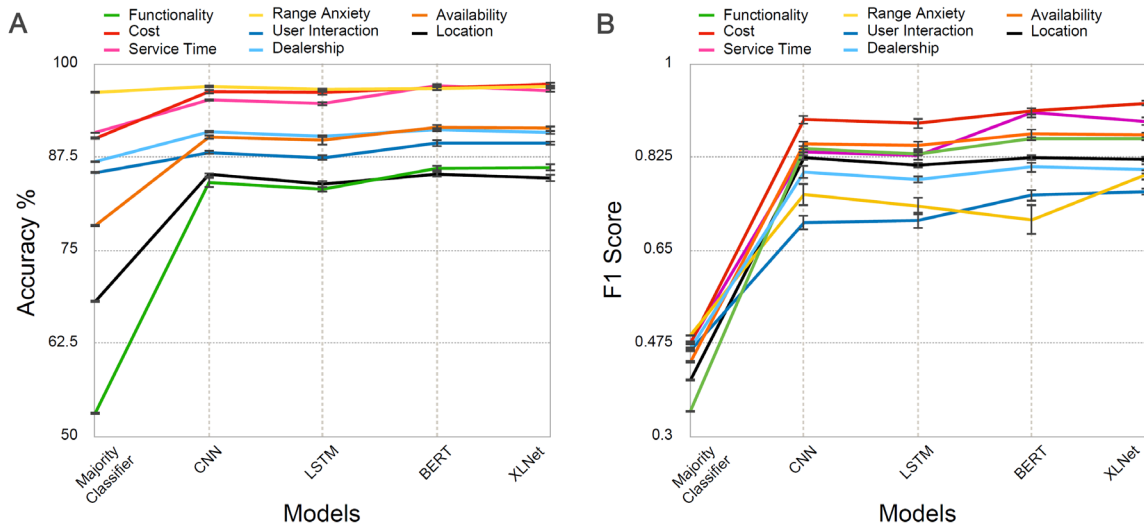 A
Functionality
Range Anxiety
Availability
Cost
User Interaction
Location
Service Time
Dealership
100
87.5
75
62.5
50
Accuracy %
Majority
Classifier
CNN
LSTM
BERT
XLNet
Models
B
Functionality
Range Anxiety
Availability
Cost
User Interaction
Location
Service Time
Dealership
1
0.825
0.65
0.475
0.3
F1 Score
Majority
Classifier
CNN
LSTM
BERT
XLNet
Models